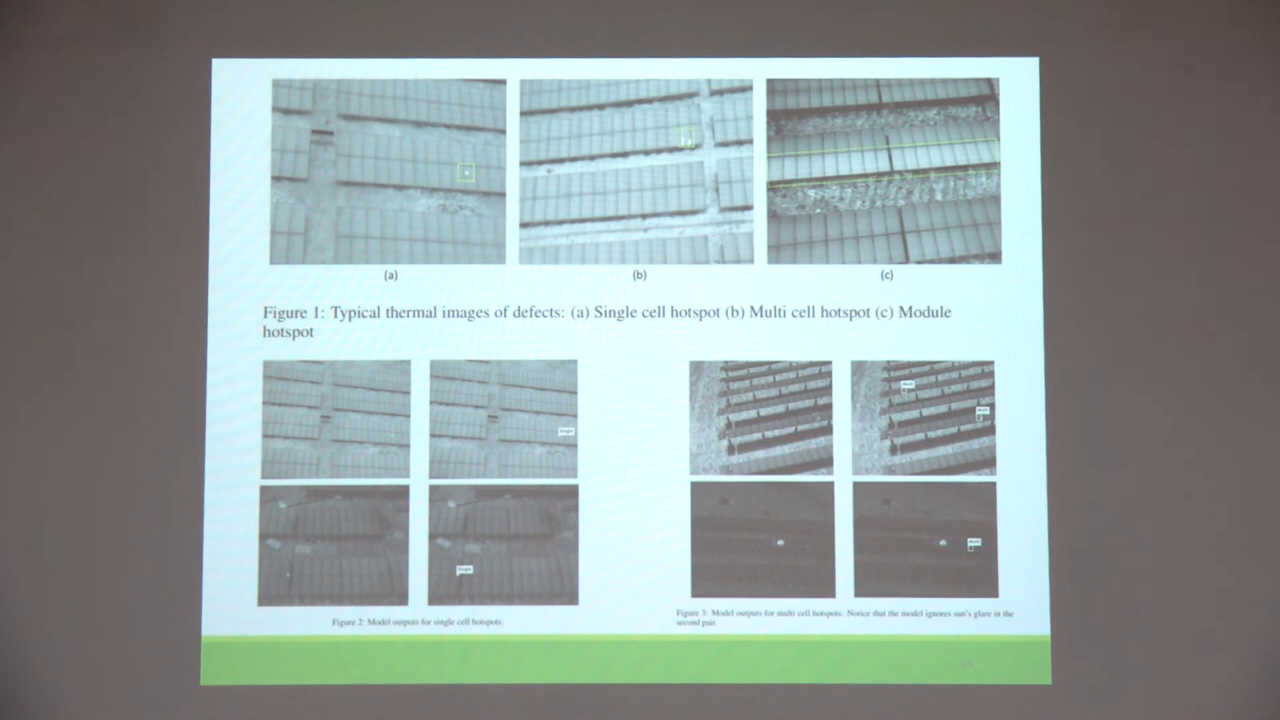 (a)
(b)
(c)
Figure 1: Typical thermal images of defects: (a) Single cell hotspot (b) Multi cell hotspot (c) Module
hotspot
Single
Multi
Multi
Single
Multi
Figure 2: Model outputs for single cell hotspots.
Figure 3: Model outputs for multi cell hotspots. Notice that the model ignores sun's glare in the
second pair.